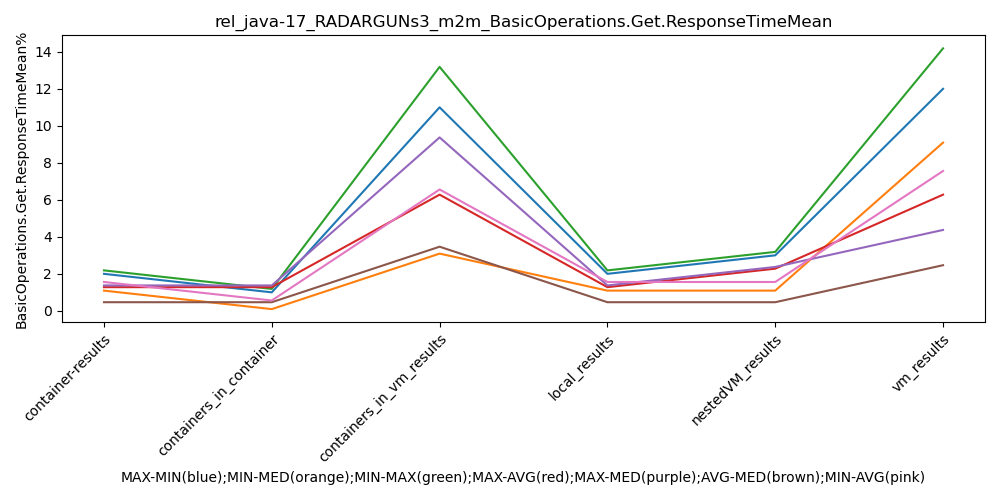 rel_java-17_RADARGUNs3_m2m_BasicOperations.Get.ResponseTimeMean
BasicOperations.Get.ResponseTimeMean%
14
12
10
8
6
4
2
0
container-results
containers_in_container
containers_in_vm_results
local_results
nestedVM_results
vm_results
MAX-MIN(blue);MIN-MED(orange);MIN-MAX(green);MAX-AVG(red);MAX-MED(purple);AVG-MED(brown);MIN-AVG(pink)